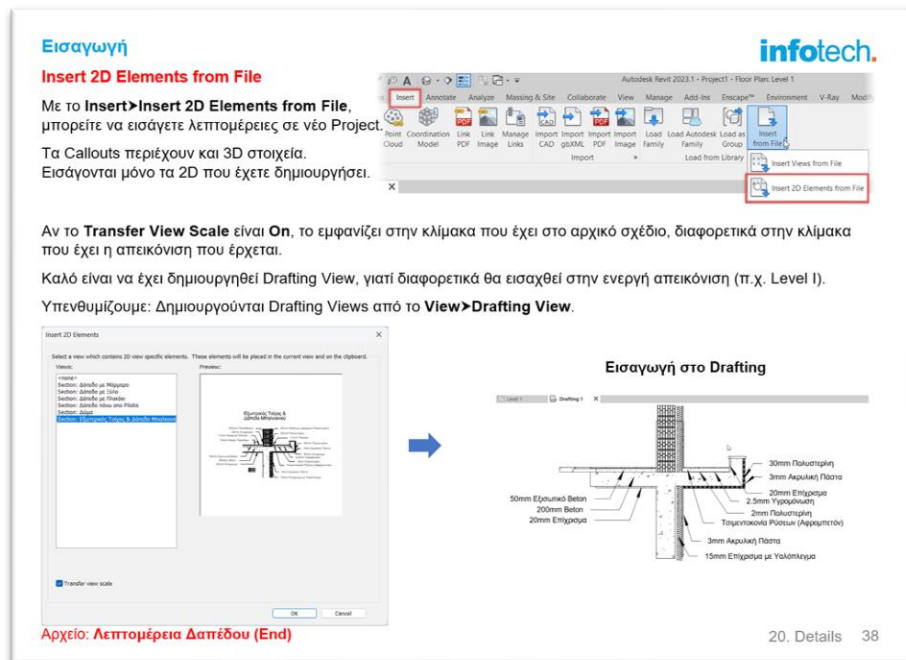 Εισαγωγή
infotech.
Insert 2D Elements from File
Με το Insert➤Insert 2D Elements from File,
μπορείτε να εισάγετε λεπτομέρειες σε νέο Project.
Τα Callouts περιέχουν και 3D στοιχεία.
Εισάγονται μόνο τα 2D που έχετε δημιουργήσει.
Autodesk Revit 2023.1 - Project1 - Floor Plan: Level 1
Insert Annotate Analyze Massing & Site Collaborate View Manage Add-Ins Enscape™ Environment V-Ray
Point Coordination Link Link Manage Import Import Import Import Load Load Autodesk Load as Insert
Cloud Model PDF Image Links CAD gbXML PDF Image Family Family Group from File
Import Load from Library
Insert Views from File
Insert 2D Elements from File
Αν το Transfer View Scale είναι On, το εμφανίζει στην κλίμακα που έχει στο αρχικό σχέδιο, διαφορετικά στην κλίμακα
που έχει η απεικόνιση που έρχεται.
Καλό είναι να έχει δημιουργηθεί Drafting View, γιατί διαφορετικά θα εισαχθεί στην ενεργή απεικόνιση (π.χ. Level I).
Υπενθυμίζουμε: Δημιουργούνται Drafting Views από το View➤Drafting View.
Insert 2D Elements
Select a view which contains 2D view specific elements. These elements will be placed in the current view and on the clipboard.
Views:
Preview:
<none>
Section: Δάπεδο με Μάρμαρο
Section: Δάπεδο με Ξύλο
Section: Δάπεδο με Πλακάκι
Section: Δάπεδο πάνω απο Pilotis
Section: Δώμα
Section: Εξωτερικός Τοίχος & Δάπεδο Μπαλκονιού
Εξωτερικός Τοίχος &
Δάπεδο Μπαλκονιού
Transfer view scale
OK Cancel
Εισαγωγή στο Drafting
Level 1 Drafting 1
30mm Πολυστερίνη
3mm Ακρυλική Πάστα
20mm Επίχρισμα
2.5mm Υγρομόνωση
2mm Πολυστερίνη
Τσιμεντοκονία Ρύσεων (Αφρομπετόν)
50mm Εξισωτικό Beton
200mm Beton
20mm Επίχρισμα
3mm Ακρυλική Πάστα
15mm Επίχρισμα με Υαλόπλεγμα
Αρχείο: Λεπτομέρεια Δαπέδου (End)
20. Details 38